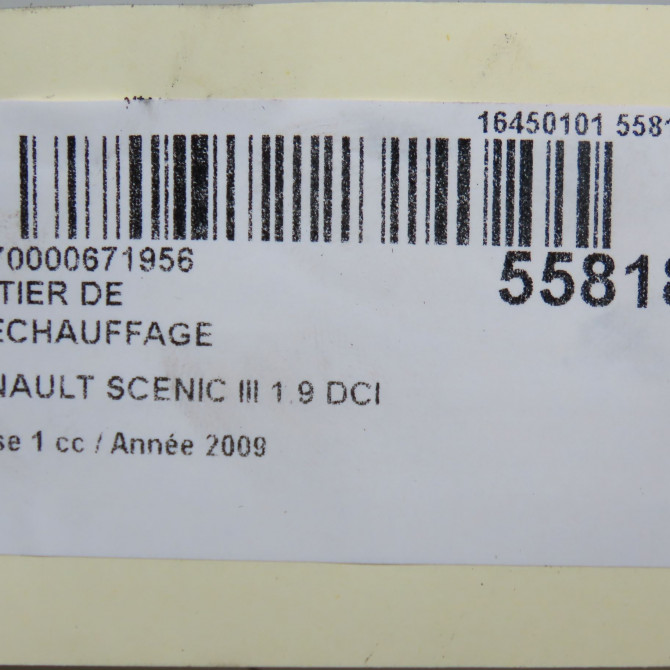 16450101 5581
70000671956
55818
TIER DE
ECHAUFFAGE
NAULT SCENIC III 1.9 DCI
se 1 cc / Année 2009